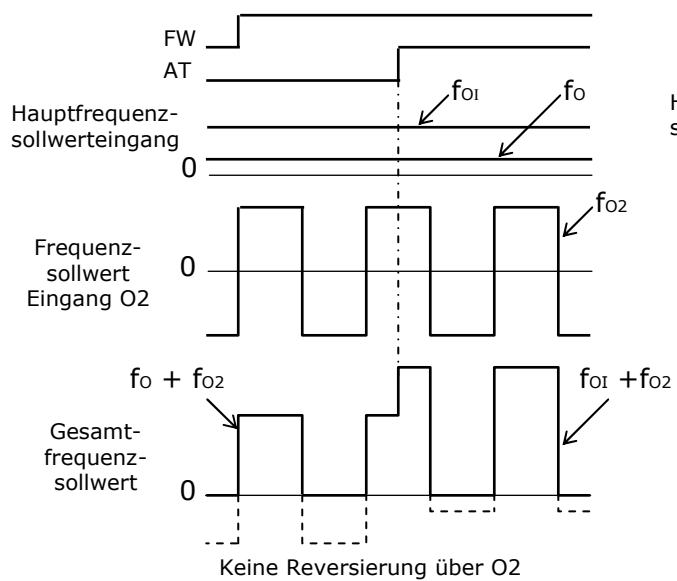 FW
AT
fOI
fO
Hauptfrequenz-
sollwerteingang
0
H
s
fO2
Frequenz-
sollwert
Eingang O2
0
fO + fO2
fOI +fO2
Gesamt-
frequenz-
sollwert
0
Keine Reversierung über O2